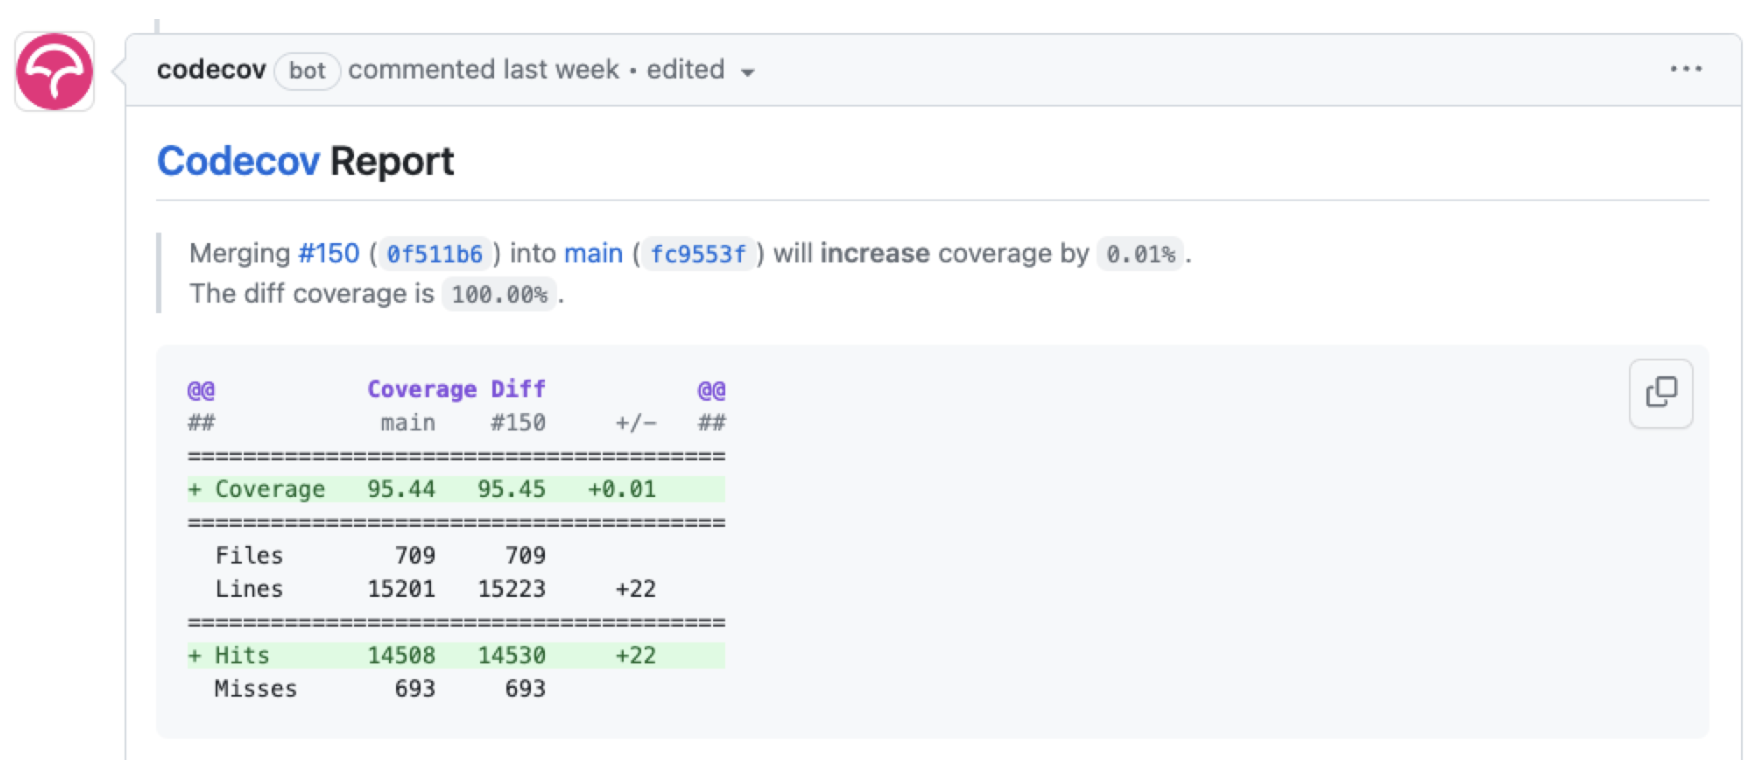 codecov bot commented last week • edited
Codecov Report
Merging #150 (0f511b6) into main (fc9553f) will increase coverage by 0.01%.
The diff coverage is 100.00%.
@@ Coverage Diff @@
## main #150 +/- ##
=======================================
+ Coverage 95.44 95.45 +0.01
=======================================
Files 709 709
Lines 15201 15223 +22
=======================================
+ Hits 14508 14530 +22
Misses 693 693